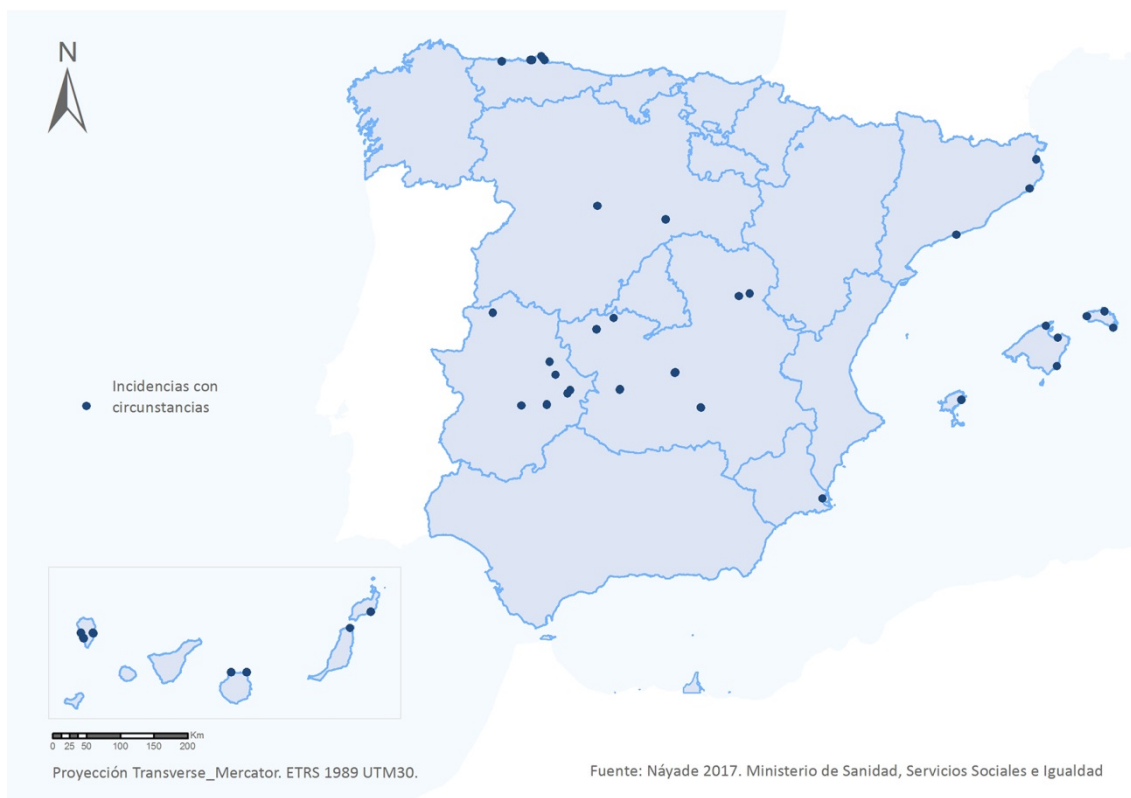 N
Incidencias con
circunstancias
Km
0 25 50 100 150 200
Proyección Transverse_Mercator. ETRS 1989 UTM30.
Fuente: Náyade 2017. Ministerio de Sanidad, Servicios Sociales e Igualdad